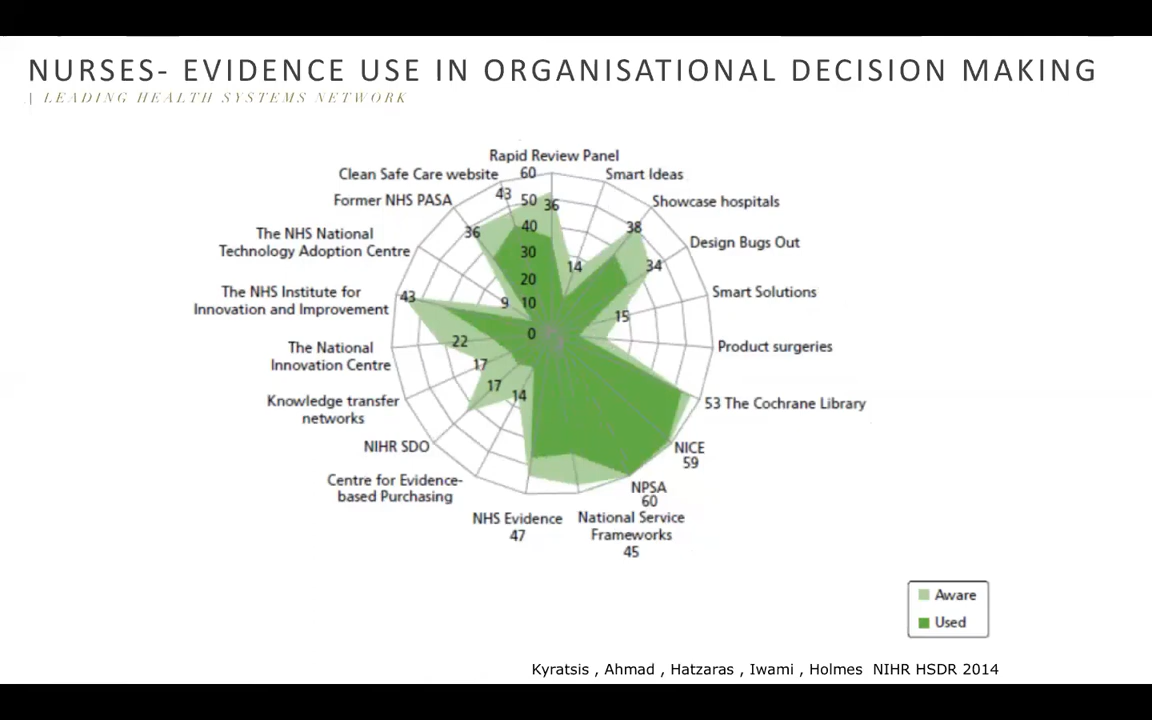 NURSES- EVIDENCE USE IN ORGANISATIONAL DECISION MAKING
| LEADING HEALTH SYSTEMS NETWORK
Rapid Review Panel
Clean Safe Care website
60
Smart Ideas
43
50
36
Former NHS PASA
Showcase hospitals
36
40
38
The NHS National
Technology Adoption Centre
30
Design Bugs Out
14
34
20
The NHS Institute for
Innovation and Improvement
43
9
10
Smart Solutions
15
0
22
The National
Innovation Centre
Product surgeries
17
17
14
Knowledge transfer
networks
53 The Cochrane Library
NIHR SDO
NICE
59
Centre for Evidence-
based Purchasing
NPSA
60
NHS Evidence
47
National Service
Frameworks
45
Aware
Used
Kyratsis , Ahmad , Hatzaras , Iwami , Holmes NIHR HSDR 2014